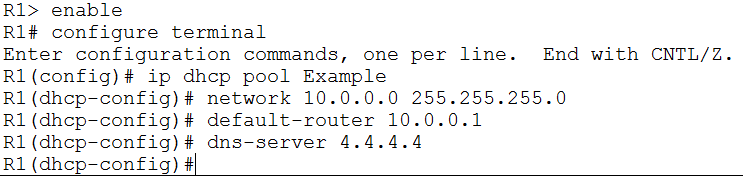 R1> enable
R1# configure terminal
Enter configuration commands, one per line.  End with CNTL/Z.
R1(config)# ip dhcp pool Example
R1(dhcp-config)# network 10.0.0.0 255.255.255.0
R1(dhcp-config)# default-router 10.0.0.1
R1(dhcp-config)# dns-server 4.4.4.4
R1(dhcp-config)#